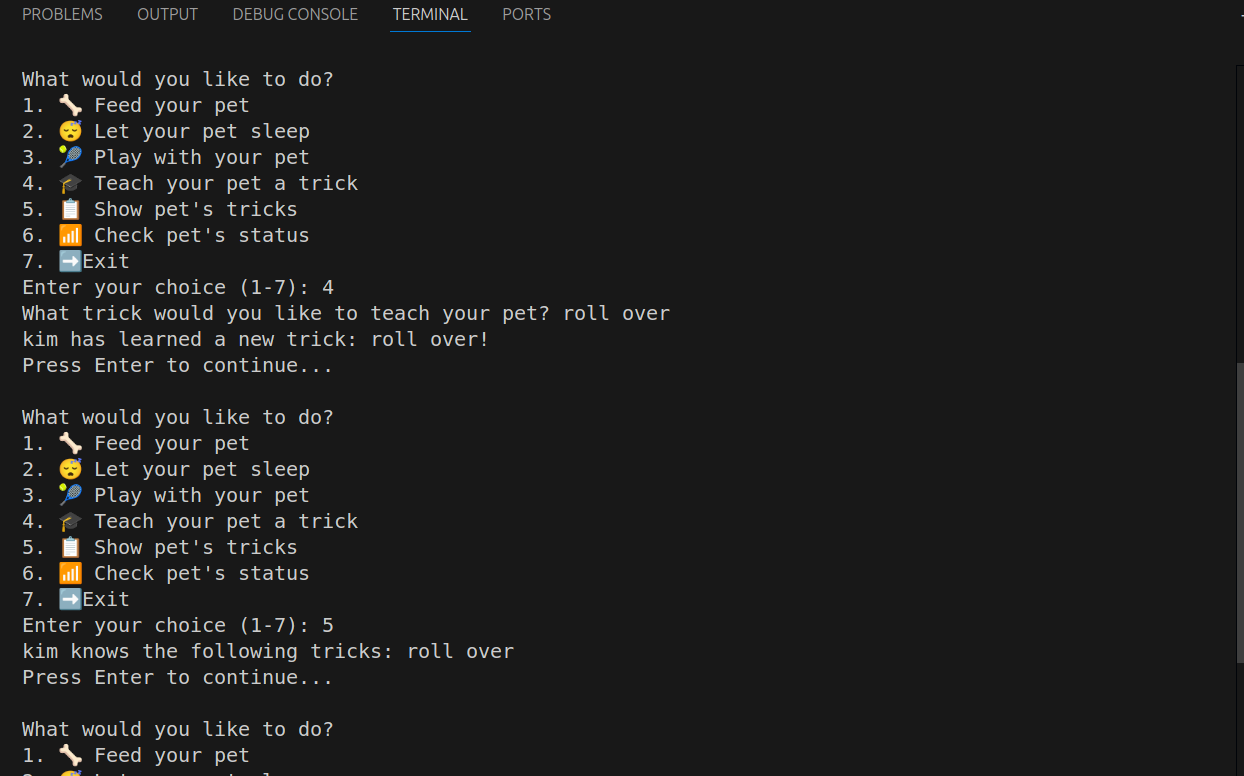 PROBLEMS OUTPUT DEBUG CONSOLE TERMINAL PORTS
What would you like to do?
1. 🦴 Feed your pet
2. 😴 Let your pet sleep
3. 🎾 Play with your pet
4. 🎓 Teach your pet a trick
5. 📋 Show pet's tricks
6. 📶 Check pet's status
7. ➡️Exit
Enter your choice (1-7): 4
What trick would you like to teach your pet? roll over
kim has learned a new trick: roll over!
Press Enter to continue...
What would you like to do?
1. 🦴 Feed your pet
2. 😴 Let your pet sleep
3. 🎾 Play with your pet
4. 🎓 Teach your pet a trick
5. 📋 Show pet's tricks
6. 📶 Check pet's status
7. ➡️Exit
Enter your choice (1-7): 5
kim knows the following tricks: roll over
Press Enter to continue...
What would you like to do?
1. 🦴 Feed your pet